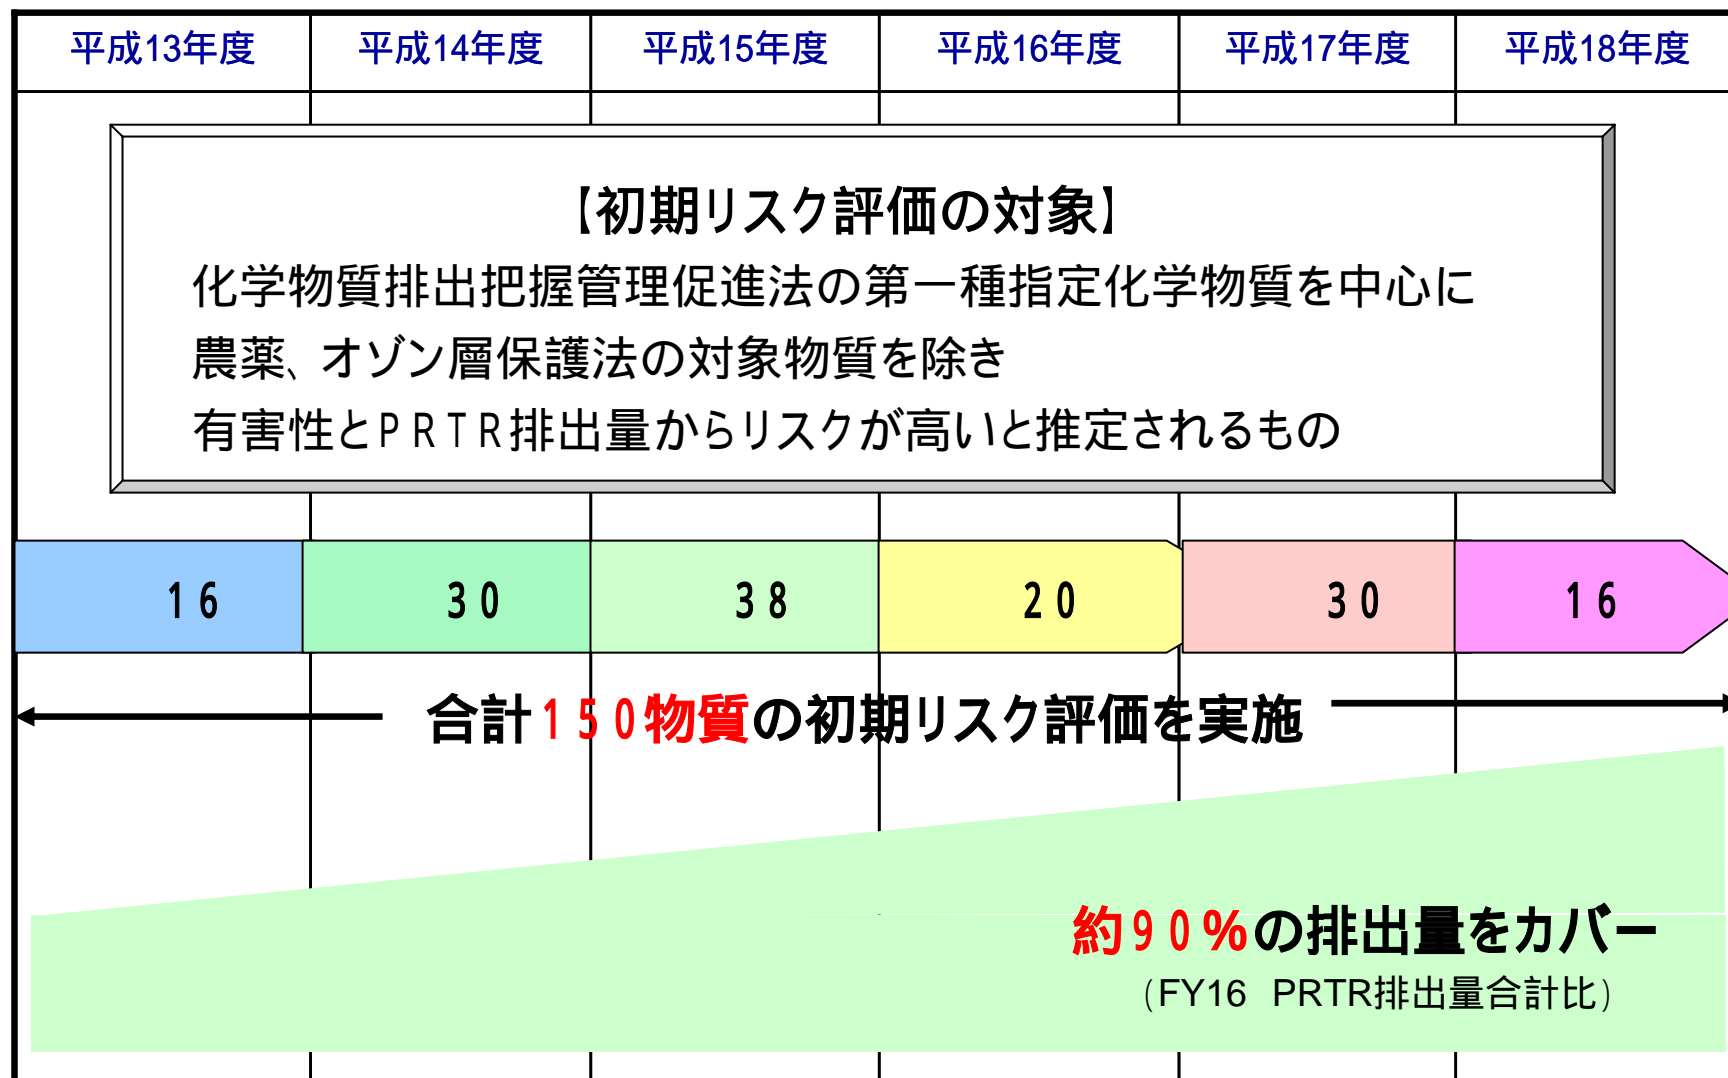 平成13年度 平成14年度 平成15年度 平成16年度 平成17年度 平成18年度
【初期リスク評価の対象】
化学物質排出把握管理促進法の第一種指定化学物質を中心に
農薬、オゾン層保護法の対象物質を除き
有害性とPRTR排出量からリスクが高いと推定されるもの
16 30 38 20 30 16
合計150物質の初期リスク評価を実施
約90%の排出量をカバー
(FY16 PRTR排出量合計比)